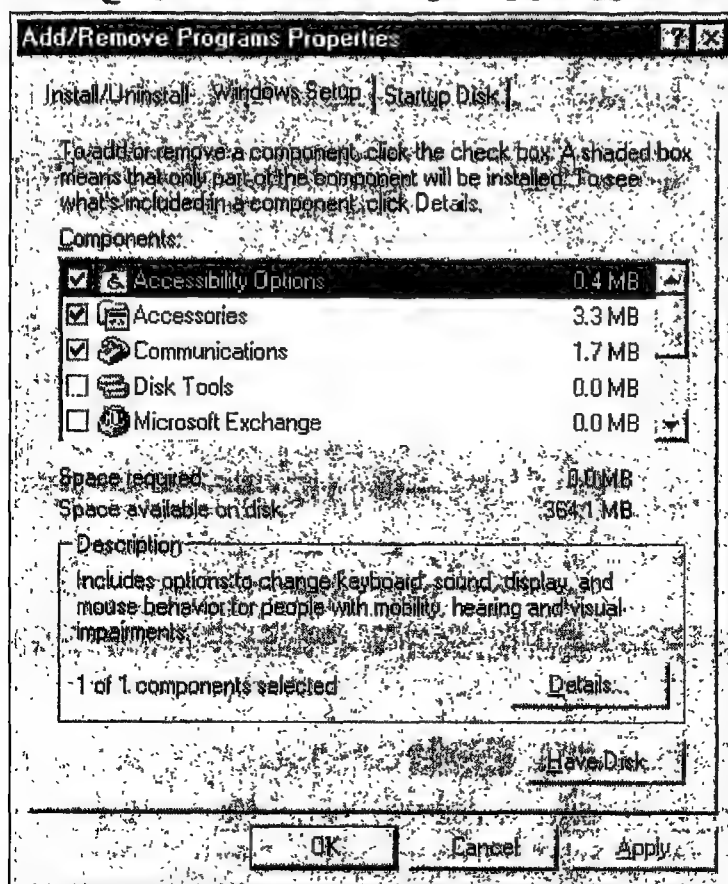 Add/Remove Programs Properties
Install/Uninstall Windows Setup Startup Disk
To add or remove a component, click the check box. A shaded box
means that only part of the component will be installed. To see
what's included in a component, click Details.
Components:
Accessibility Options 0.4 MB
Accessories 3.3 MB
Communications 1.7 MB
Disk Tools 0.0 MB
Microsoft Exchange 0.0 MB
Space required: 0.0 MB
Space available on disk: 364.1 MB
Description
Includes options to change keyboard, sound, display, and
mouse behavior for people with mobility, hearing and visual
impairments.
1 of 1 components selected Details...
Have Disk...
OK Cancel Apply